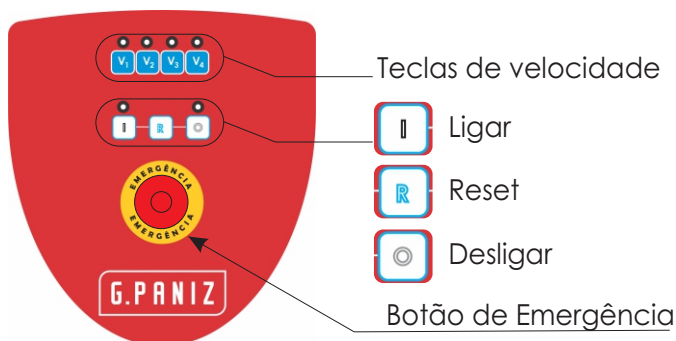 V1 V2 V3 V4
Teclas de velocidade
I R O
I Ligar
R Reset
O Desligar
EMERGÊNCIA
EMERGÊNCIA
G.PANIZ
Botão de Emergência